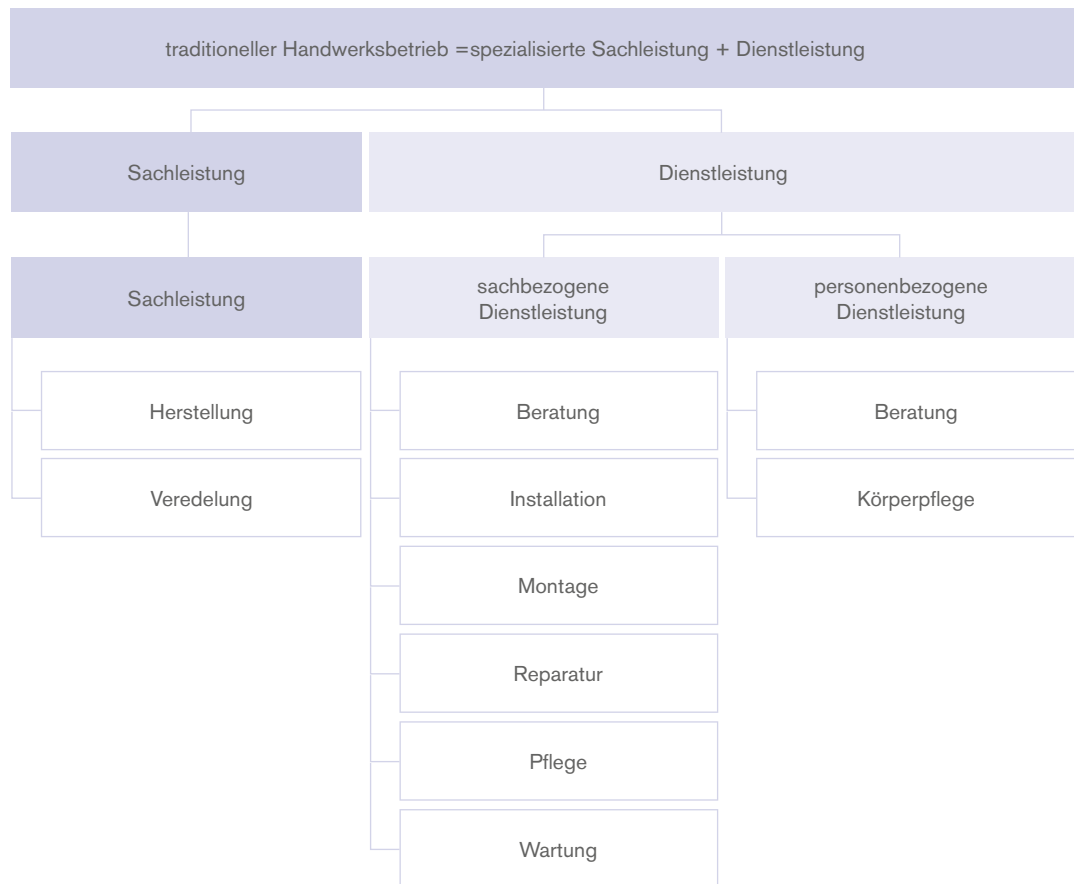 traditioneller Handwerksbetrieb =spezialisierte Sachleistung + Dienstleistung
Sachleistung
Dienstleistung
Sachleistung
sachbezogene
Dienstleistung
personenbezogene
Dienstleistung
Herstellung
Veredelung
Beratung
Installation
Montage
Reparatur
Pflege
Wartung
Beratung
Körperpflege